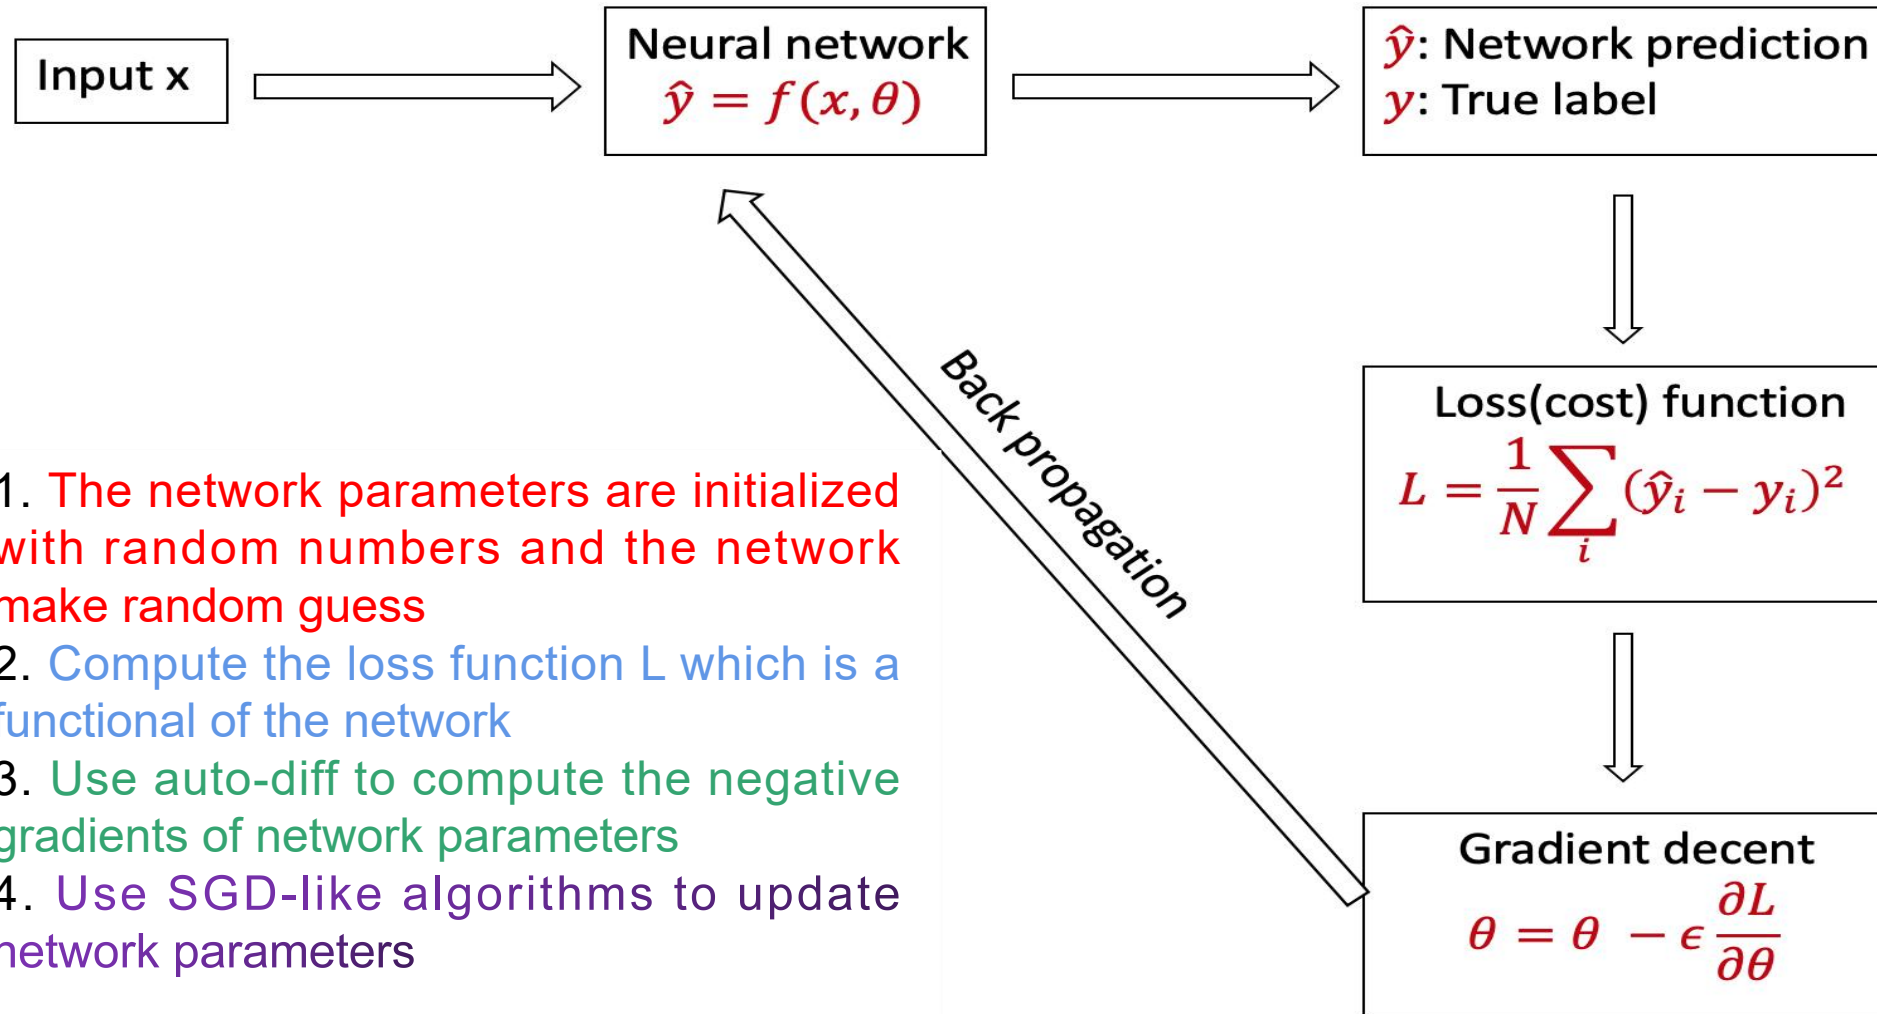 Input x
Neural network
ŷ = f(x, θ)
ŷ: Network prediction
y: True label
Back propagation
Loss(cost) function
L = 1/N ∑_i (ŷ_i − y_i)²
Gradient decent
θ = θ − ϵ ∂L/∂θ
1. The network parameters are initialized
with random numbers and the network
make random guess
2. Compute the loss function L which is a
functional of the network
3. Use auto-diff to compute the negative
gradients of network parameters
4. Use SGD-like algorithms to update
network parameters